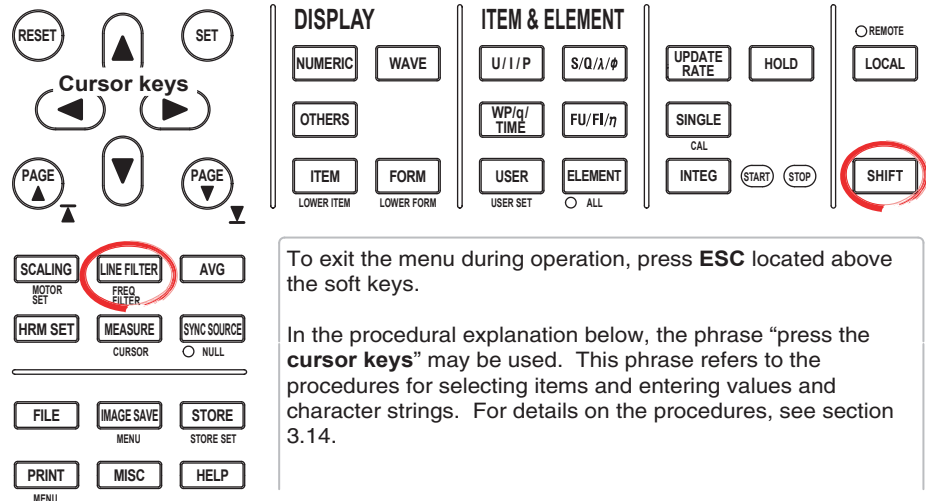 RESET
SET
Cursor keys
PAGE
PAGE
DISPLAY
NUMERIC WAVE
OTHERS
ITEM FORM
LOWER ITEM LOWER FORM
ITEM & ELEMENT
U / I / P S/Q/λ/ϕ
WP/q/
TIME
FU/FI/η
USER ELEMENT
USER SET ALL
UPDATE
RATE
HOLD
SINGLE
CAL
INTEG START STOP
REMOTE
LOCAL
SHIFT
SCALING LINE FILTER AVG
MOTOR
SET
FREQ
FILTER
HRM SET MEASURE SYNC SOURCE
CURSOR NULL
FILE IMAGE SAVE STORE
MENU STORE SET
PRINT MISC HELP
MENU
To exit the menu during operation, press ESC located above
the soft keys.
In the procedural explanation below, the phrase “press the
cursor keys” may be used. This phrase refers to the
procedures for selecting items and entering values and
character strings. For details on the procedures, see section
3.14.